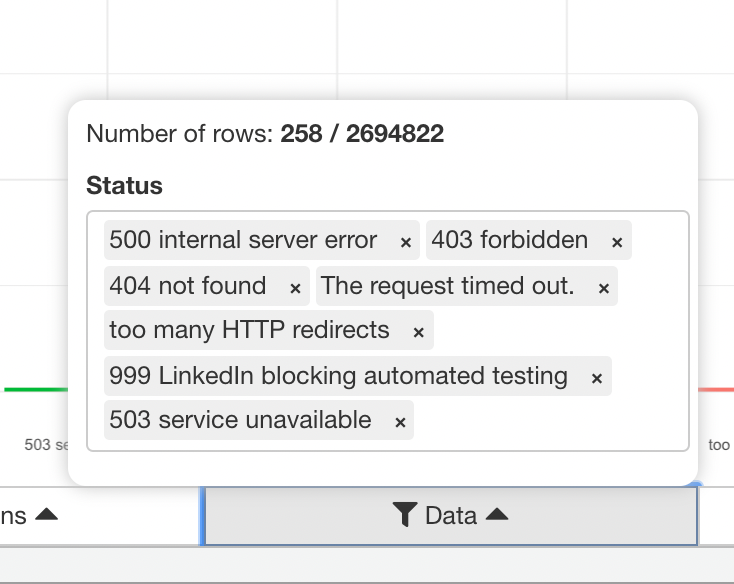 Number of rows: 258 / 2694822
Status
500 internal server error × 403 forbidden ×
404 not found × The request timed out. ×
too many HTTP redirects ×
999 LinkedIn blocking automated testing ×
503 service unavailable ×
503 se
too
ns
Data